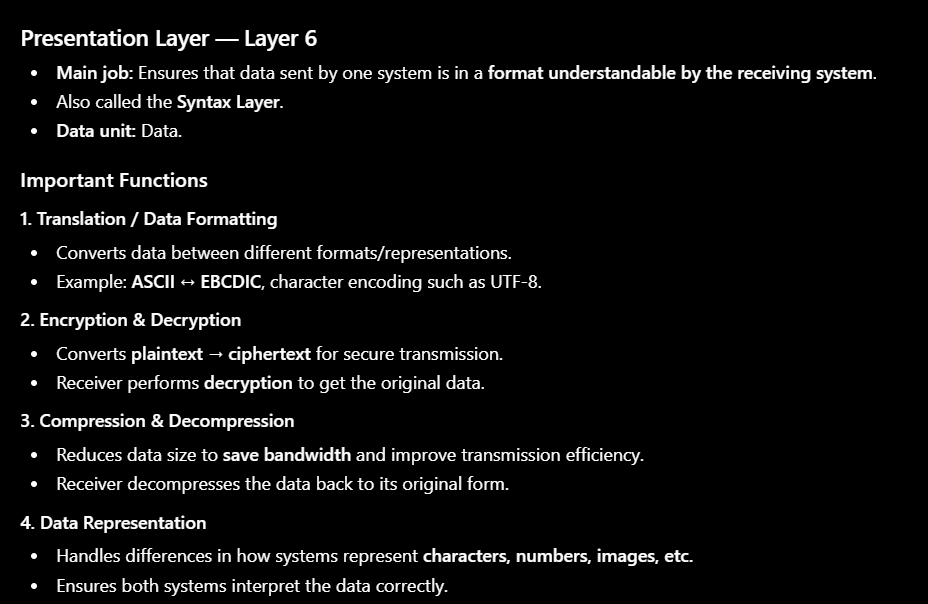 Presentation Layer — Layer 6
• Main job: Ensures that data sent by one system is in a format understandable by the receiving system.
• Also called the Syntax Layer.
• Data unit: Data.
Important Functions
1. Translation / Data Formatting
• Converts data between different formats/representations.
• Example: ASCII ↔ EBCDIC, character encoding such as UTF-8.
2. Encryption & Decryption
• Converts plaintext → ciphertext for secure transmission.
• Receiver performs decryption to get the original data.
3. Compression & Decompression
• Reduces data size to save bandwidth and improve transmission efficiency.
• Receiver decompresses the data back to its original form.
4. Data Representation
• Handles differences in how systems represent characters, numbers, images, etc.
• Ensures both systems interpret the data correctly.